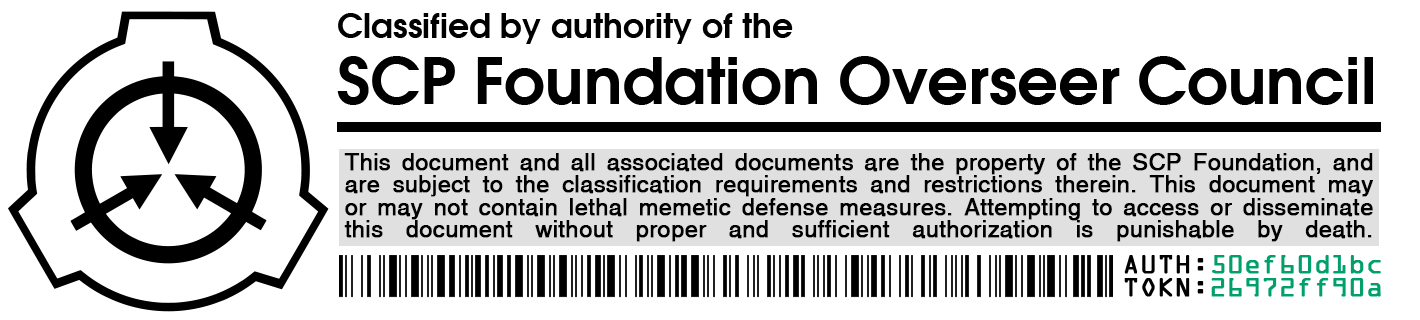 Classified by authority of the
SCP Foundation Overseer Council
This document and all associated documents are the property of the SCP Foundation, and
are subject to the classification requirements and restrictions therein. This document may
or may not contain lethal memetic defense measures. Attempting to access or disseminate
this document without proper and sufficient authorization is punishable by death.
AUTH:50efb0d1bc
TOKN:26972ff90a